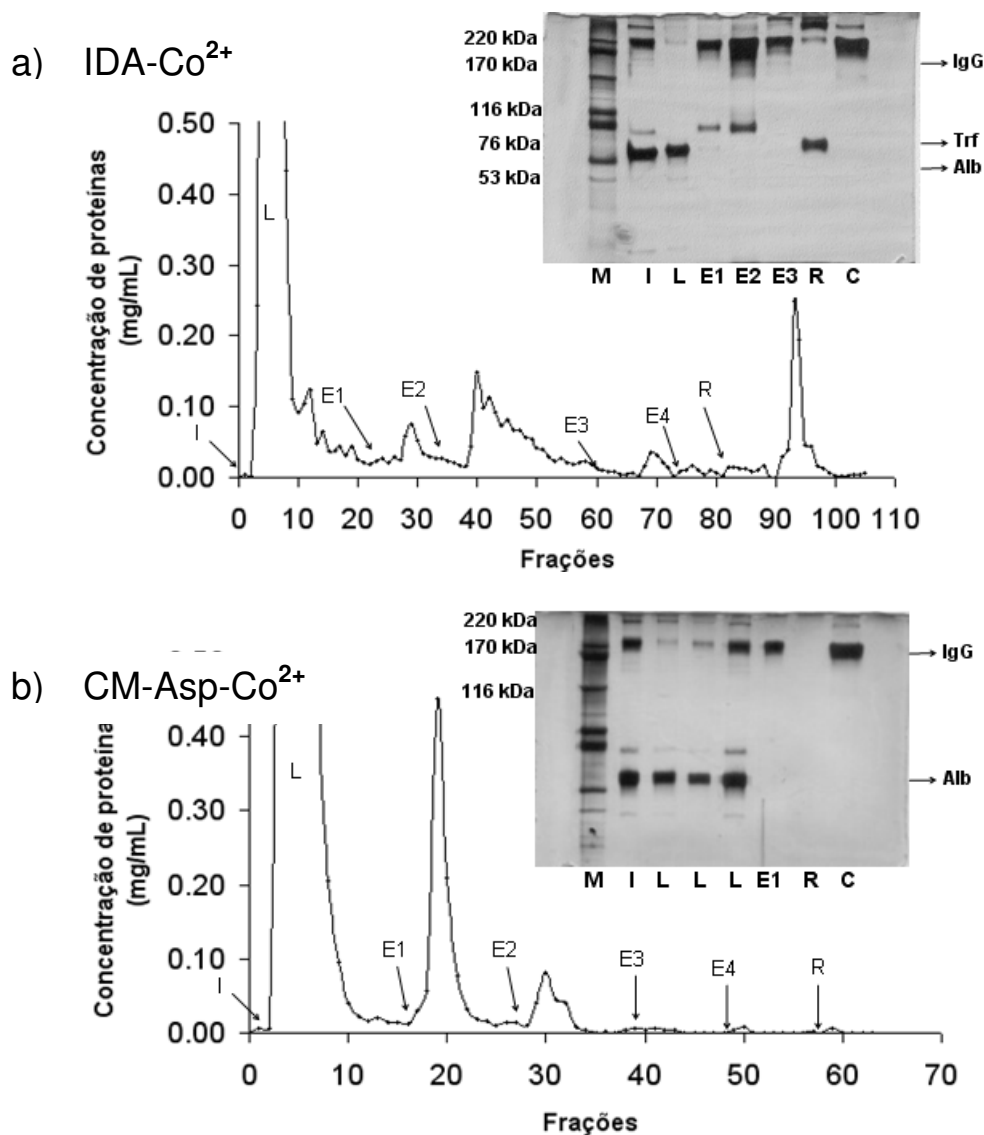 a) IDA-Co²⁺
220 kDa
170 kDa
116 kDa
76 kDa
53 kDa
IgG
Trf
Alb
M I L E1 E2 E3 R C
Concentração de proteínas
(mg/mL)
0.50
0.40
0.30
0.20
0.10
0.00
I
L
E1
E2
E3
E4
R
0 10 20 30 40 50 60 70 80 90 100 110
Frações
b) CM-Asp-Co²⁺
220 kDa
170 kDa
116 kDa
IgG
Alb
M I L L L E1 R C
Concentração de proteína
(mg/mL)
0.40
0.30
0.20
0.10
0.00
I
L
E1
E2
E3
E4
R
0 10 20 30 40 50 60 70
Frações